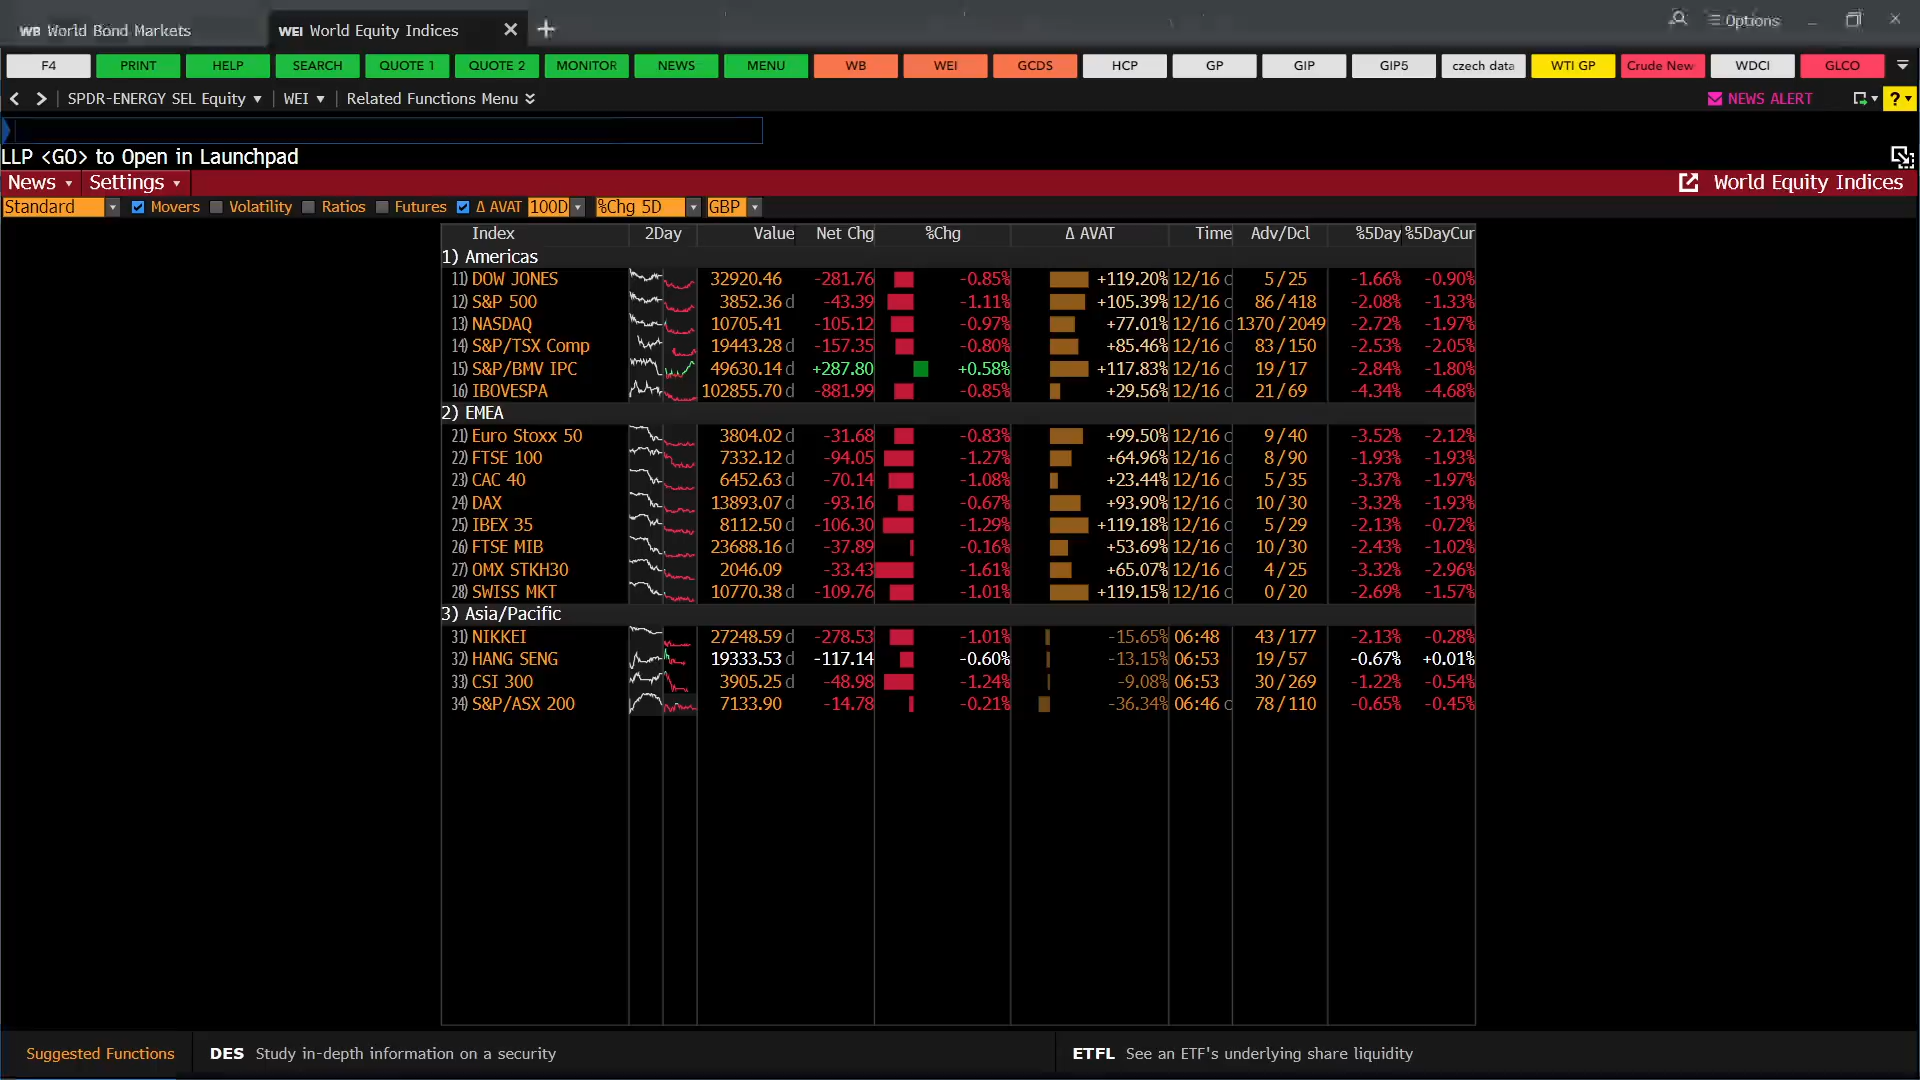 WB World Bond Markets WEI World Equity Indices Options
F4 PRINT HELP SEARCH QUOTE 1 QUOTE 2 MONITOR NEWS MENU WB WEI GCDS HCP GP GIP GIP5 czech data WTI GP Crude New WDCI GLCO
SPDR-ENERGY SEL Equity WEI Related Functions Menu NEWS ALERT ?
LLP <GO> to Open in Launchpad
News Settings World Equity Indices
Standard Movers Volatility Ratios Futures Δ AVAT 100D %Chg 5D GBP
Index 2Day Value Net Chg %Chg Δ AVAT Time Adv/Dcl %5Day %5DayCur
1) Americas
11) DOW JONES 32920.46 -281.76 -0.85% +119.20% 12/16 c 5/25 -1.66% -0.90%
12) S&P 500 3852.36 d -43.39 -1.11% +105.39% 12/16 c 86/418 -2.08% -1.33%
13) NASDAQ 10705.41 -105.12 -0.97% +77.01% 12/16 c 1370/2049 -2.72% -1.97%
14) S&P/TSX Comp 19443.28 d -157.35 -0.80% +85.46% 12/16 c 83/150 -2.53% -2.05%
15) S&P/BMV IPC 49630.14 d +287.80 +0.58% +117.83% 12/16 c 19/17 -2.84% -1.80%
16) IBOVESPA 102855.70 d -881.99 -0.85% +29.56% 12/16 c 21/69 -4.34% -4.68%
2) EMEA
21) Euro Stoxx 50 3804.02 d -31.68 -0.83% +99.50% 12/16 c 9/40 -3.52% -2.12%
22) FTSE 100 7332.12 d -94.05 -1.27% +64.96% 12/16 c 8/90 -1.93% -1.93%
23) CAC 40 6452.63 d -70.14 -1.08% +23.44% 12/16 c 5/35 -3.37% -1.97%
24) DAX 13893.07 d -93.16 -0.67% +93.90% 12/16 c 10/30 -3.32% -1.93%
25) IBEX 35 8112.50 d -106.30 -1.29% +119.18% 12/16 c 5/29 -2.13% -0.72%
26) FTSE MIB 23688.16 d -37.89 -0.16% +53.69% 12/16 c 10/30 -2.43% -1.02%
27) OMX STKH30 2046.09 -33.43 -1.61% +65.07% 12/16 c 4/25 -3.32% -2.96%
28) SWISS MKT 10770.38 d -109.76 -1.01% +119.15% 12/16 c 0/20 -2.69% -1.57%
3) Asia/Pacific
31) NIKKEI 27248.59 d -278.53 -1.01% -15.65% 06:48 43/177 -2.13% -0.28%
32) HANG SENG 19333.53 d -117.14 -0.60% -13.15% 06:53 19/57 -0.67% +0.01%
33) CSI 300 3905.25 d -48.98 -1.24% -9.08% 06:53 30/269 -1.22% -0.54%
34) S&P/ASX 200 7133.90 -14.78 -0.21% -36.34% 06:46 c 78/110 -0.65% -0.45%
Suggested Functions DES Study in-depth information on a security ETFL See an ETF's underlying share liquidity